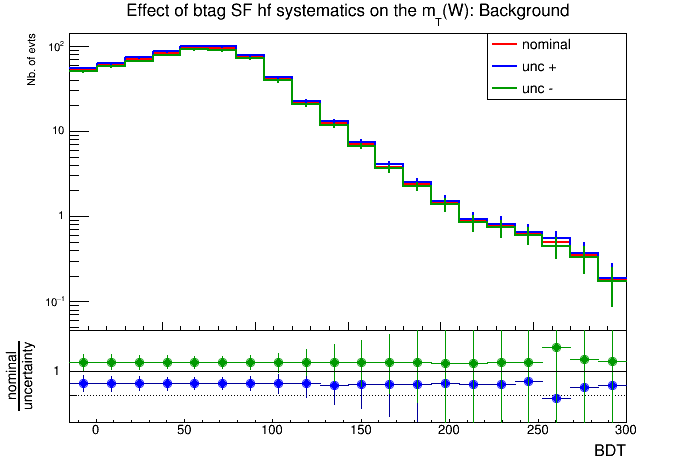 Effect of btag SF hf systematics on the m_T(W): Background
Nb. of evts
10²
10
1
10⁻¹
nominal
unc +
unc -
nominal
uncertainty
1
0 50 100 150 200 250 300
BDT